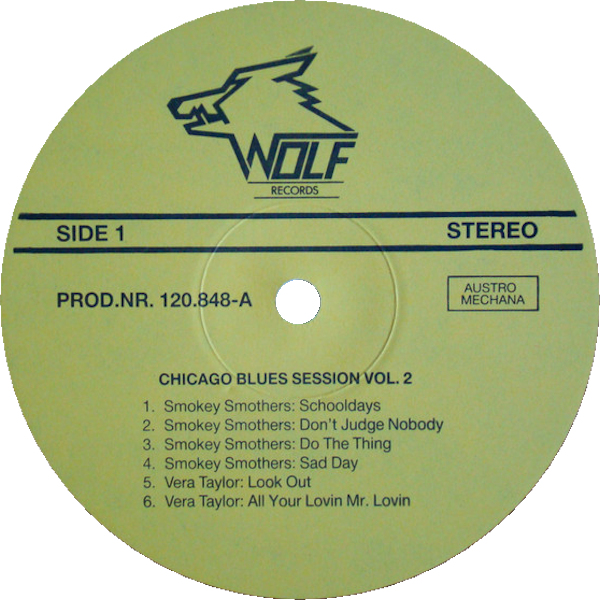 WOLF
RECORDS
SIDE 1
STEREO
PROD.NR. 120.848-A
AUSTRO
MECHANA
CHICAGO BLUES SESSION VOL. 2
1. Smokey Smothers: Schooldays
2. Smokey Smothers: Don't Judge Nobody
3. Smokey Smothers: Do The Thing
4. Smokey Smothers: Sad Day
5. Vera Taylor: Look Out
6. Vera Taylor: All Your Lovin Mr. Lovin